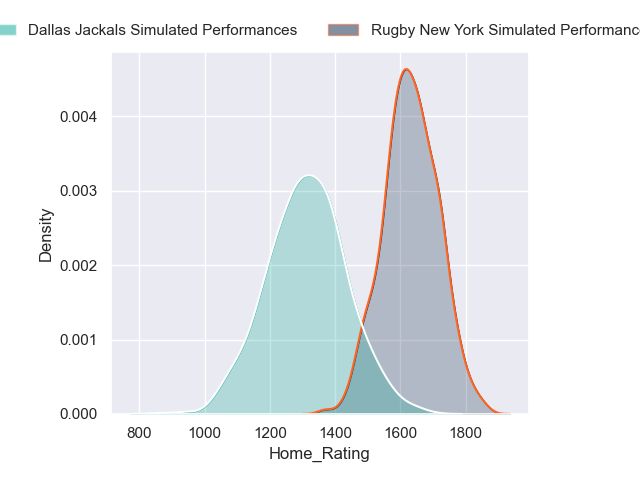 Dallas Jackals Simulated Performances
Rugby New York Simulated Performanc
0.004
0.003
0.002
0.001
0.000
Density
800 1000 1200 1400 1600 1800
Home_Rating